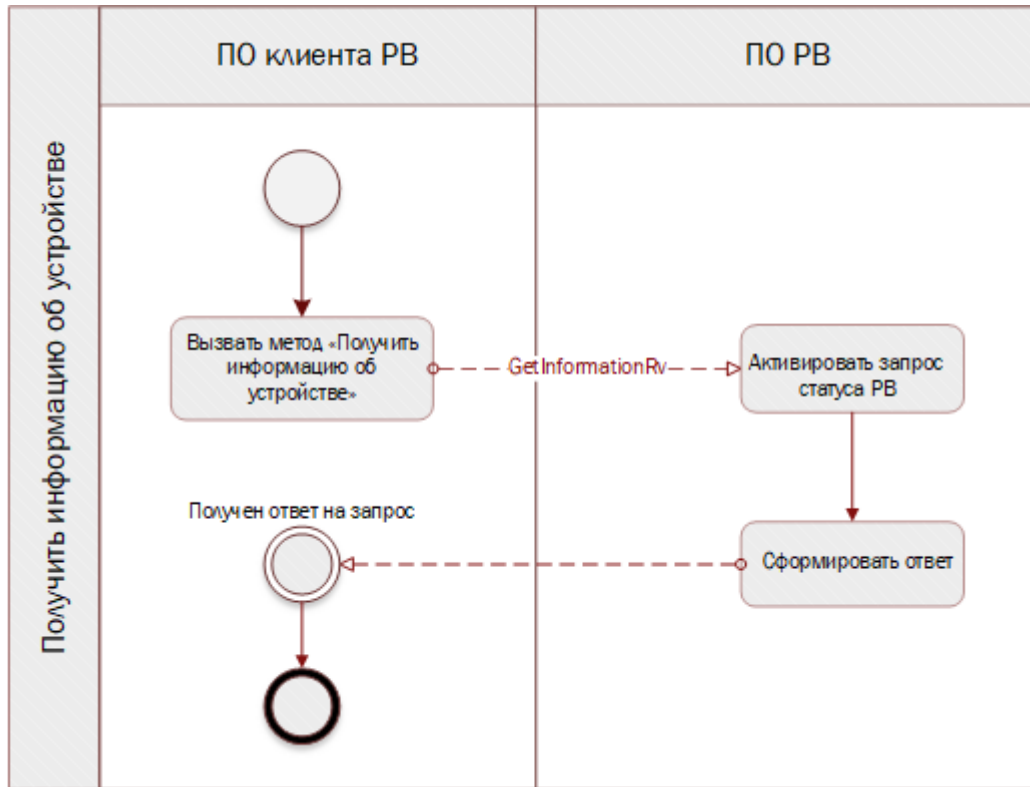 ПО клиента РВ
ПО РВ
Получить информацию об устройстве
Вызвать метод «Получить
информацию об
устройстве»
GetInformationRv
Активировать запрос
статуса РВ
Получен ответ на запрос
Сформировать ответ